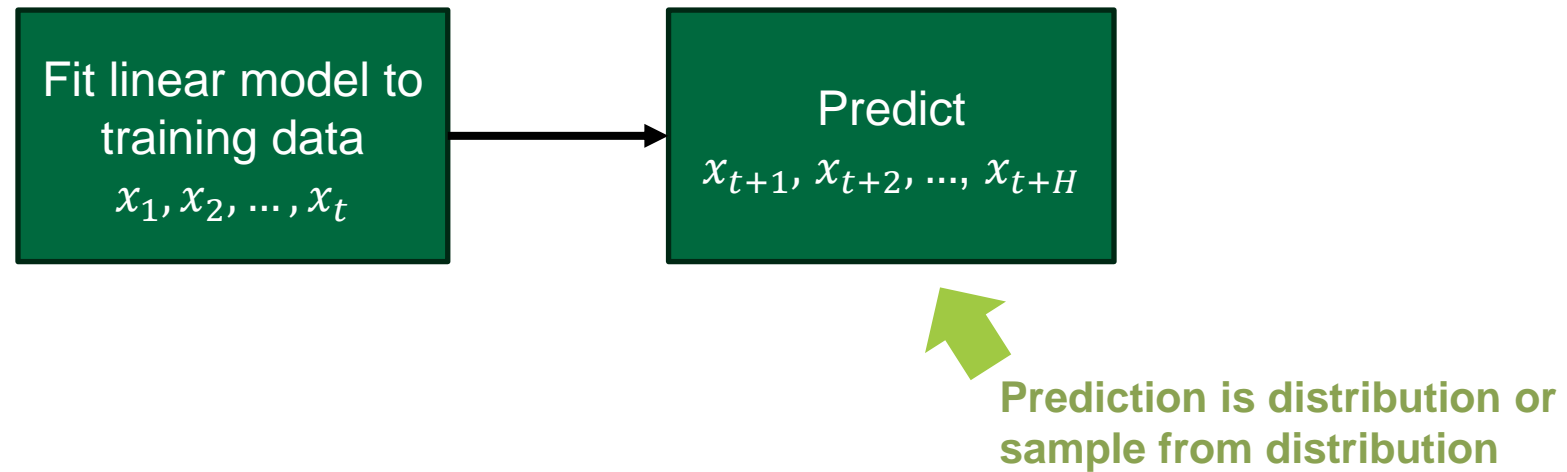 Fit linear model to
training data
𝑥₁, 𝑥₂, … , 𝑥ₜ
Predict
𝑥ₜ₊₁, 𝑥ₜ₊₂, ..., 𝑥ₜ₊H
Prediction is distribution or
sample from distribution